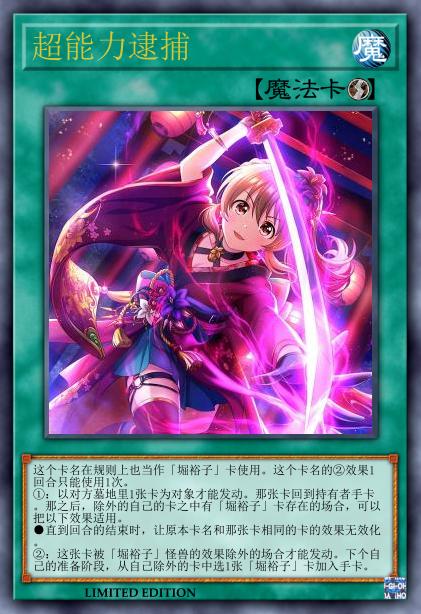 超能力逮捕
魔
【魔法卡】
这个卡名在规则上也当作「堀裕子」卡使用。这个卡名的②效果1
回合只能使用1次。
①：以对方墓地里1张卡为对象才能发动。那张卡回到持有者手卡
。那之后，除外的自己的卡之中有「堀裕子」卡存在的场合，可以
把以下效果适用。
●直到回合的结束时，让原本卡名和那张卡相同的卡的效果无效化
。
②：这张卡被「堀裕子」怪兽的效果除外的场合才能发动。下个自
己的准备阶段，从自己除外的卡中选1张「堀裕子」卡加入手卡。
LIMITED EDITION